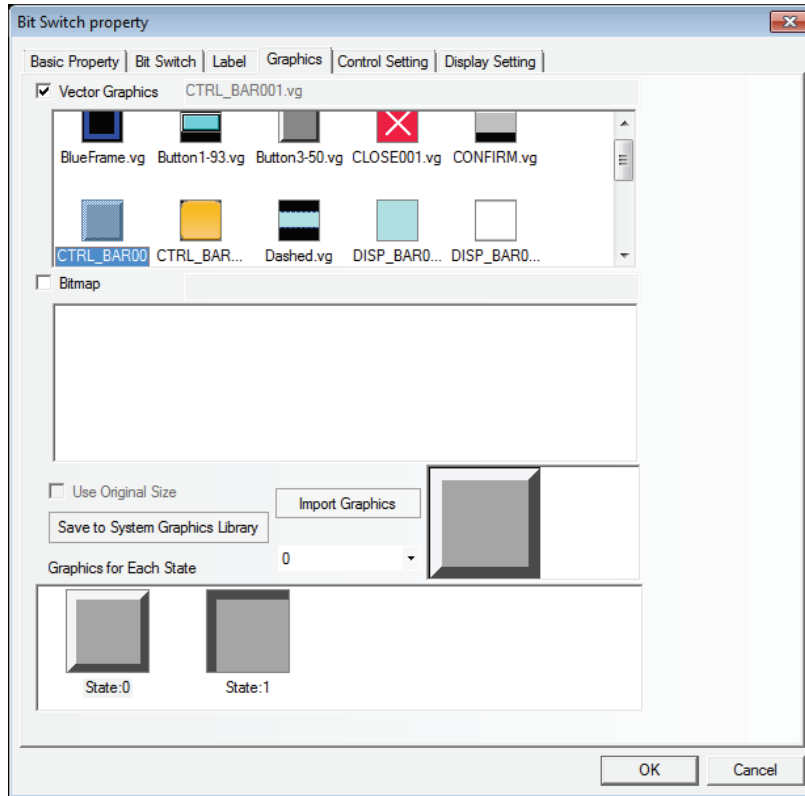 Bit Switch property
Basic Property Bit Switch Label Graphics Control Setting Display Setting
Vector Graphics CTRL_BAR001.vg
BlueFrame.vg Button1-93.vg Button3-50.vg CLOSE001.vg CONFIRM.vg
CTRL_BAR00 CTRL_BAR... Dashed.vg DISP_BAR0... DISP_BAR0...
Bitmap
Use Original Size
Import Graphics
Save to System Graphics Library
0
Graphics for Each State
State:0 State:1
OK Cancel